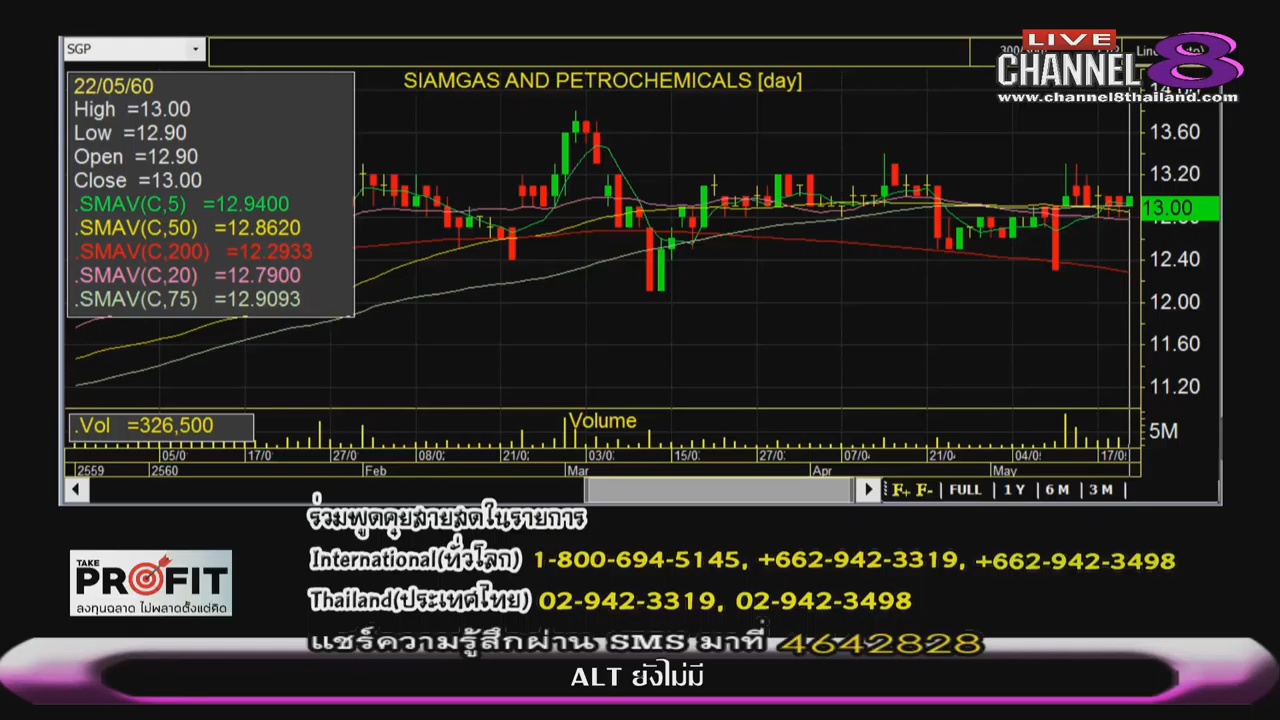 SGP
LIVE
CHANNEL 8
www.channel8thailand.com
SIAMGAS AND PETROCHEMICALS [day]
22/05/60
High =13.00
Low =12.90
Open =12.90
Close =13.00
.SMAV(C,5) =12.9400
.SMAV(C,50) =12.8620
.SMAV(C,200) =12.2933
.SMAV(C,20) =12.7900
.SMAV(C,75) =12.9093
13.60
13.20
13.00
12.40
12.00
11.60
11.20
.Vol =326,500
Volume
5M
05/0 17/0 27/0 08/0 21/0 03/0 15/0 27/0 07/0 21/0 04/0 17/0
2559 2560 Feb Mar Apr May
F+ F- FULL 1 Y 6 M 3 M
ร่วมพูดคุยสายสดในรายการ
International(ทั่วโลก) 1-800-694-5145, +662-942-3319, +662-942-3498
Thailand(ประเทศไทย) 02-942-3319, 02-942-3498
แชร์ความรู้สึกผ่าน SMS มาที่ 4642828
TAKE
PROFIT
ลงทุนฉลาด ไม่พลาดตั้งแต่คิด
ALT ยังไม่มี